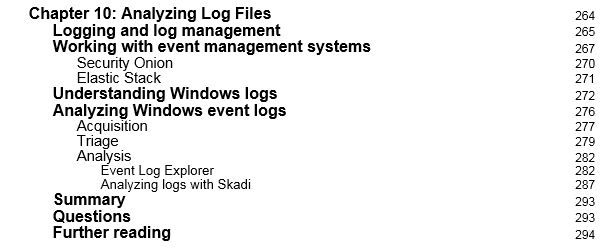 Chapter 10: Analyzing Log Files 264
Logging and log management 265
Working with event management systems 267
Security Onion 270
Elastic Stack 271
Understanding Windows logs 272
Analyzing Windows event logs 276
Acquisition 277
Triage 279
Analysis 282
Event Log Explorer 282
Analyzing logs with Skadi 287
Summary 293
Questions 293
Further reading 294